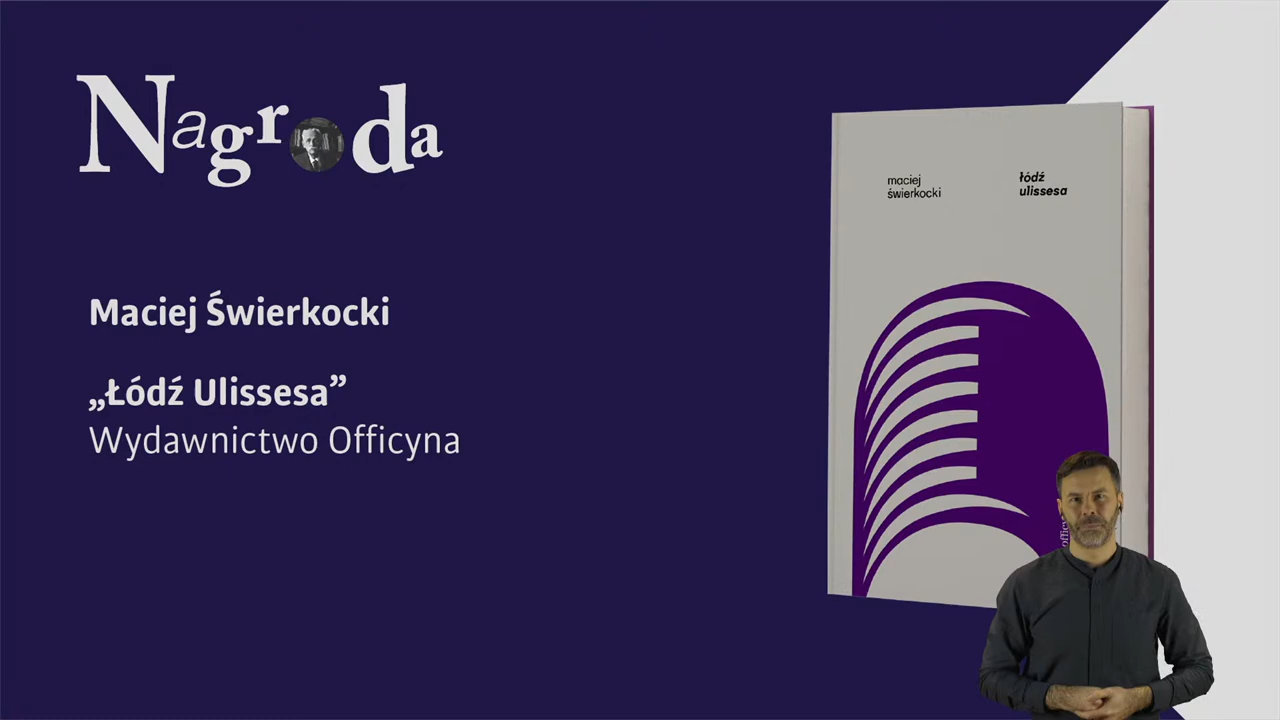 Nagroda
Maciej Świerkocki
„Łódź Ulissesa”
Wydawnictwo Officyna
maciej
świerkocki
łódź
ulissesa